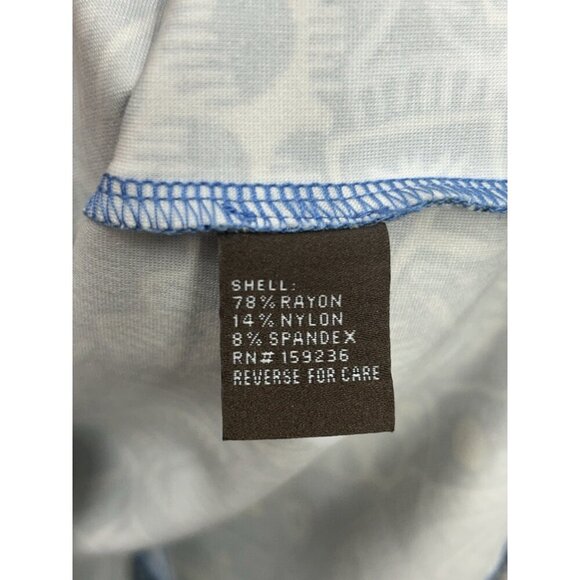 SHELL:
78% RAYON
14% NYLON
8% SPANDEX
RN# 159236
REVERSE FOR CARE